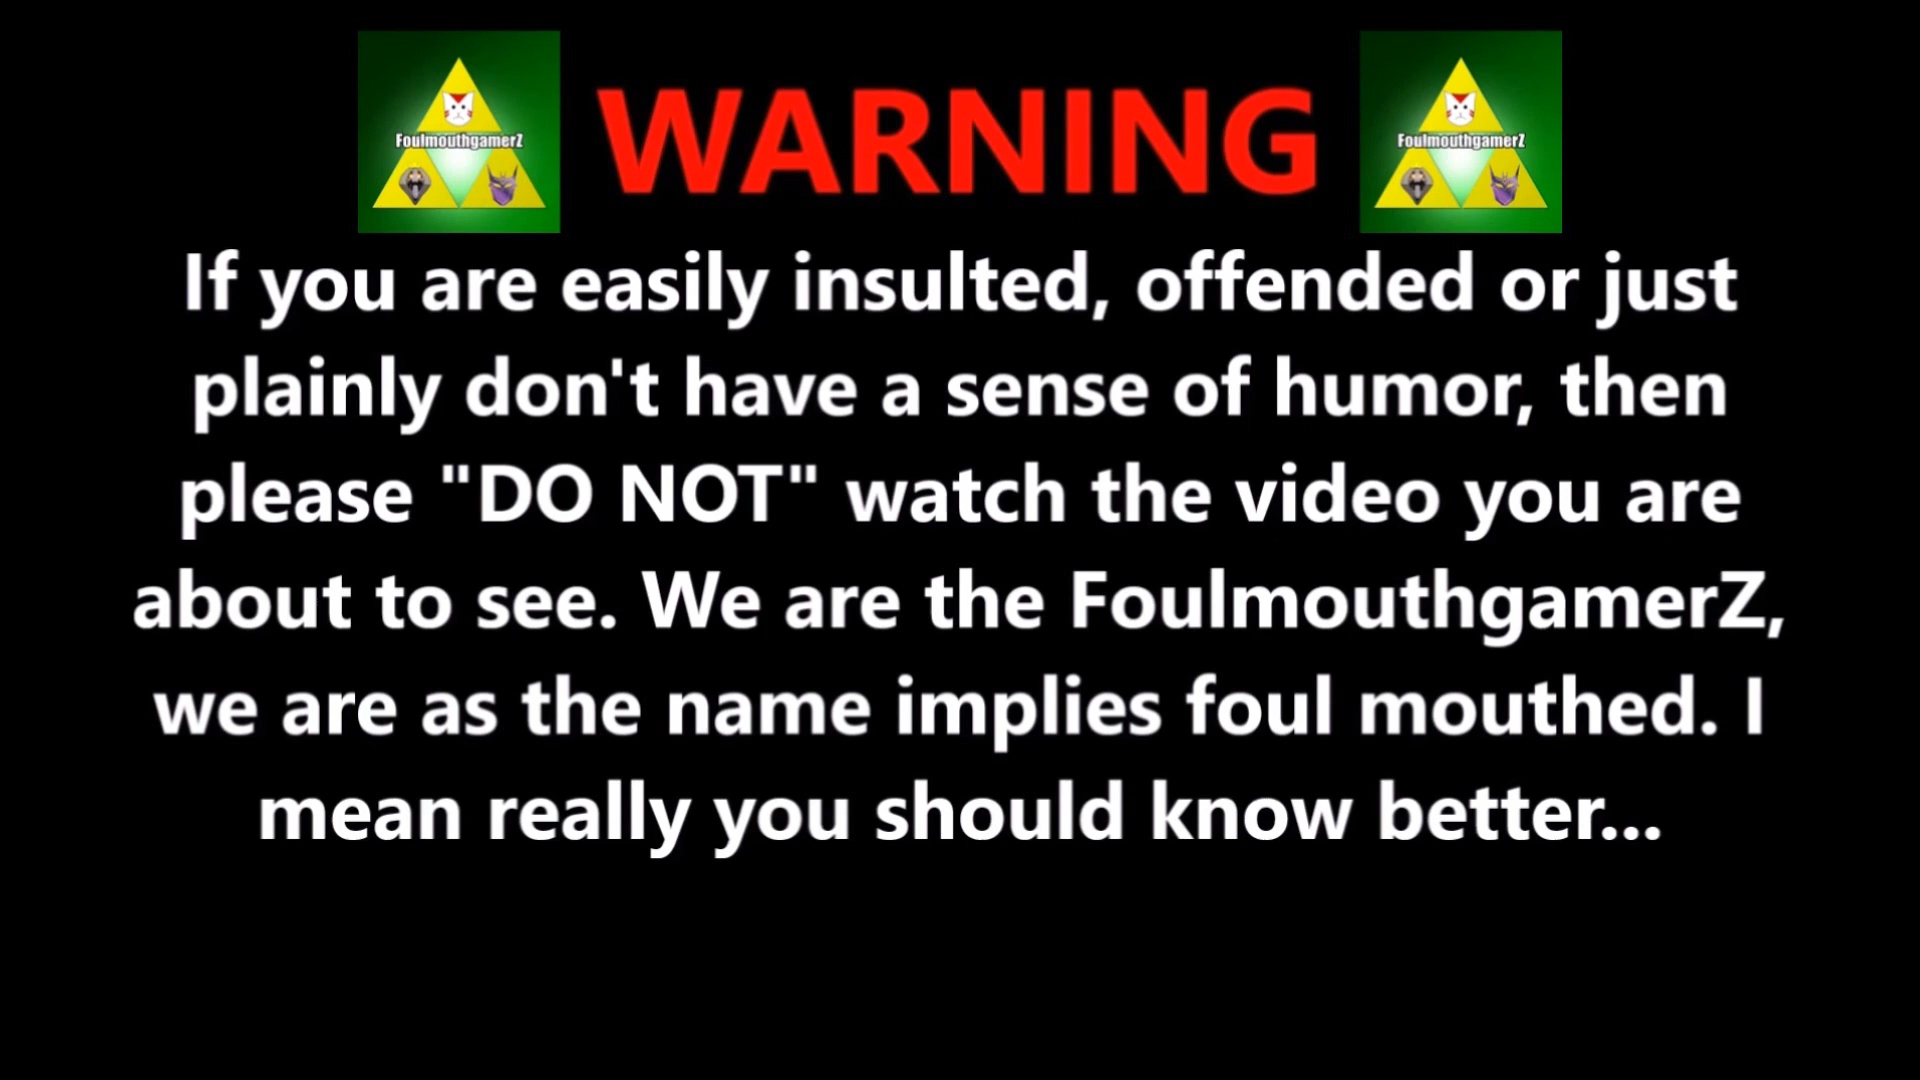 WARNING
FoulmouthgamerZ
FoulmouthgamerZ
If you are easily insulted, offended or just
plainly don't have a sense of humor, then
please "DO NOT" watch the video you are
about to see. We are the FoulmouthgamerZ,
we are as the name implies foul mouthed. I
mean really you should know better...